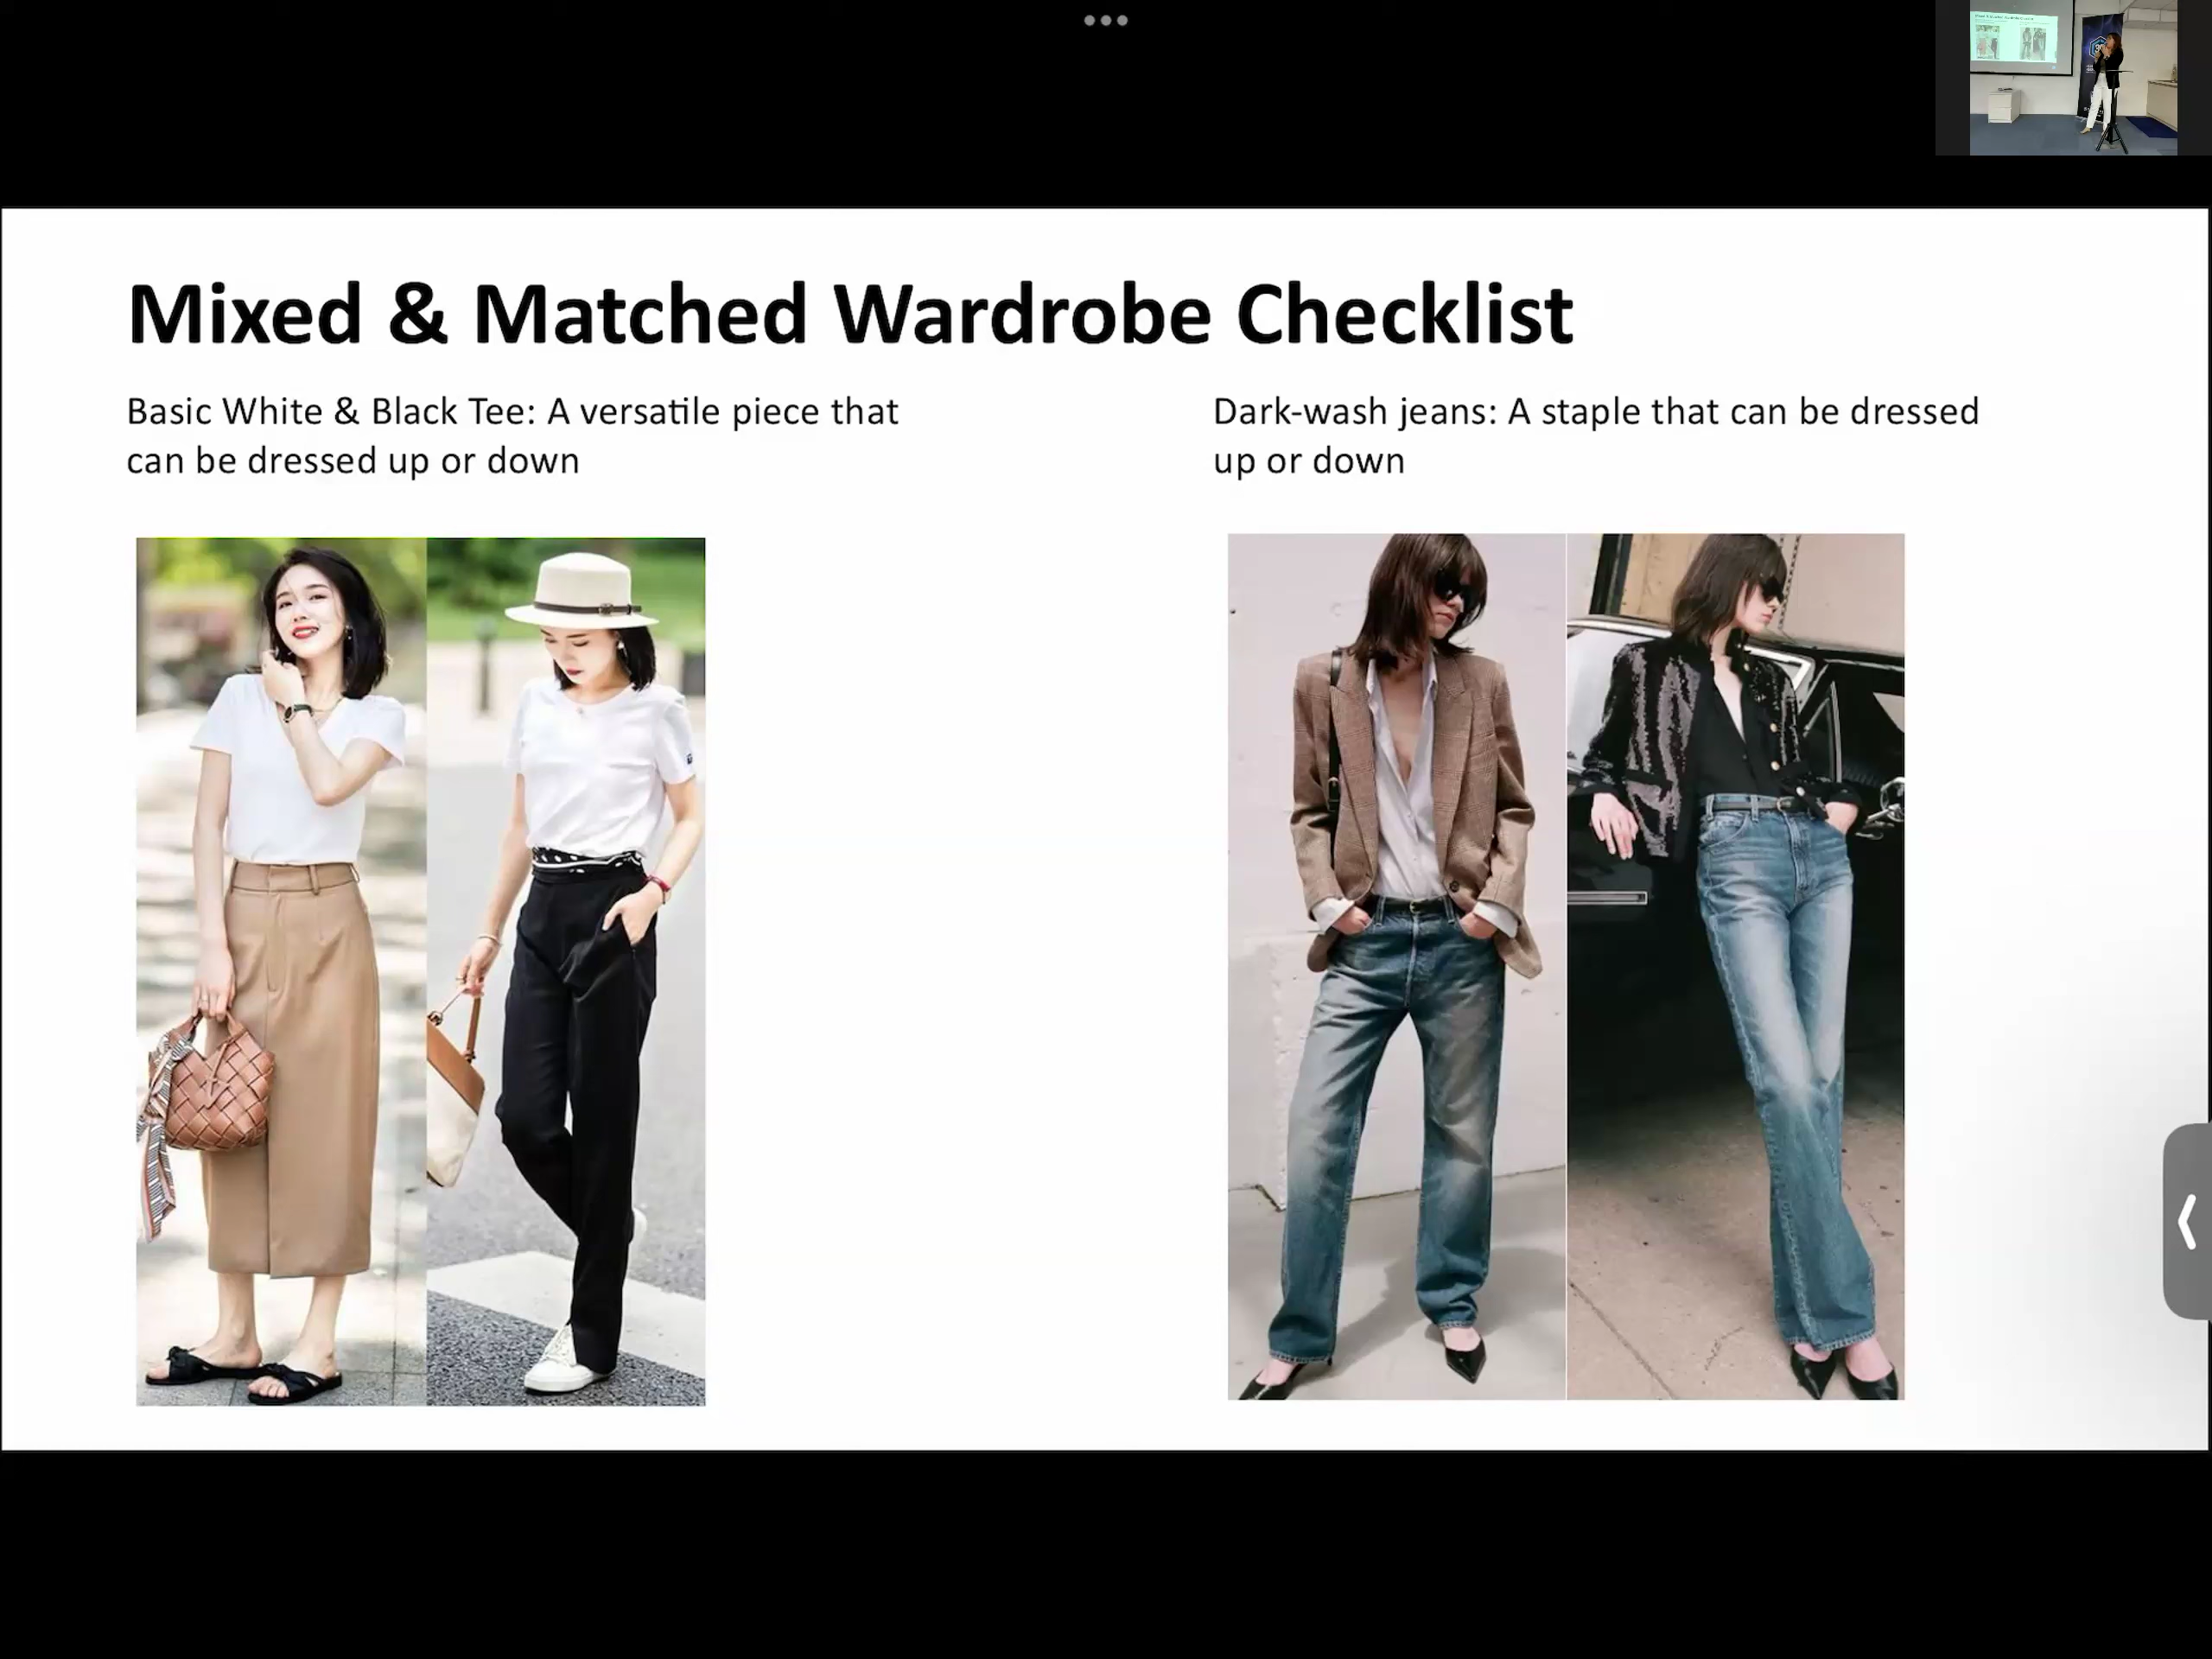 Mixed & Matched Wardrobe Checklist
Basic White & Black Tee: A versatile piece that
can be dressed up or down
Dark-wash jeans: A staple that can be dressed
up or down